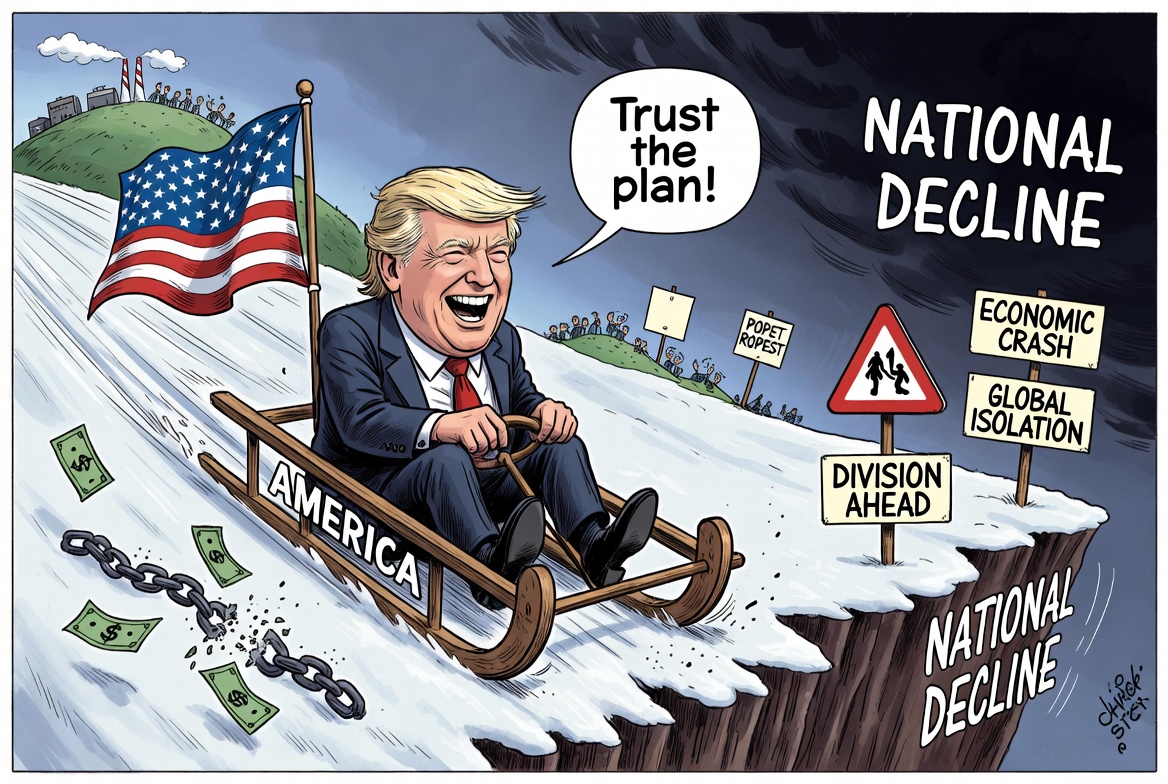 Trust
the
plan!
NATIONAL
DECLINE
POPET
ROPEST
ECONOMIC
CRASH
GLOBAL
ISOLATION
DIVISION
AHEAD
AMERICA
$
$
$
$
NATIONAL
DECLINE